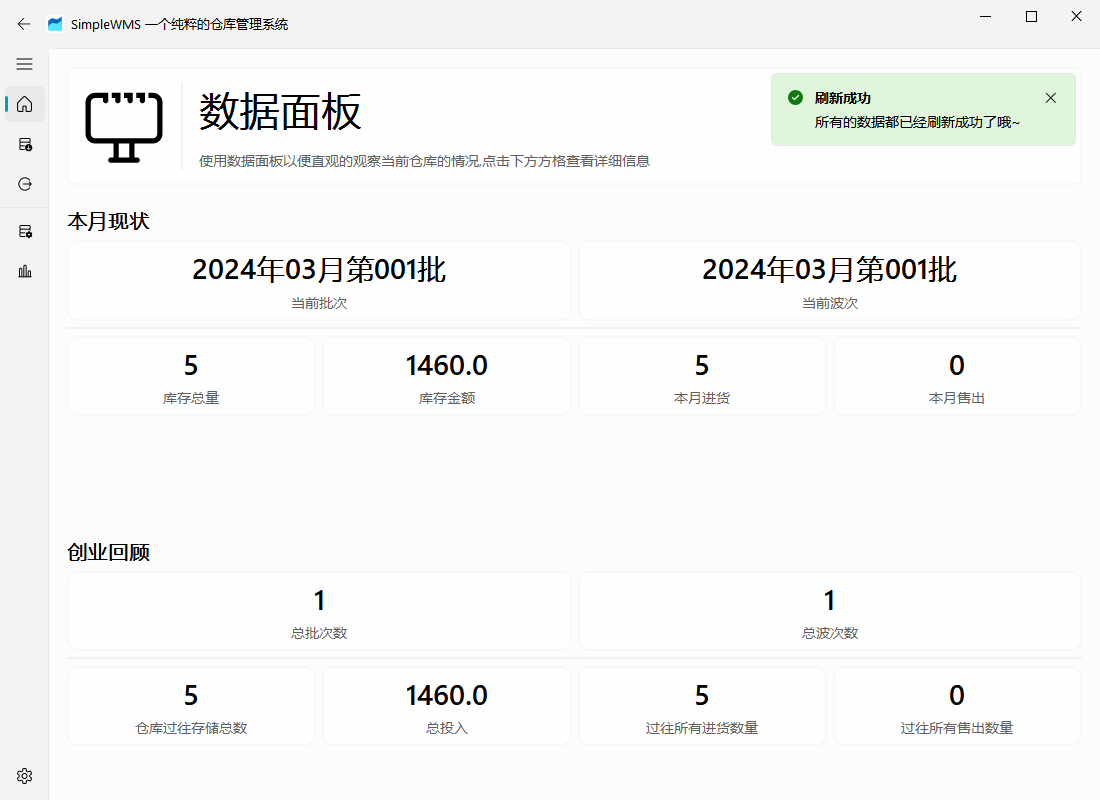 SimpleWMS 一个纯粹的仓库管理系统
数据面板
使用数据面板以便直观的观察当前仓库的情况,点击下方方格查看详细信息
刷新成功
所有的数据都已经刷新成功了哦~
本月现状
2024年03月第001批
当前批次
2024年03月第001批
当前波次
5
库存总量
1460.0
库存金额
5
本月进货
0
本月售出
创业回顾
1
总批次数
1
总波次数
5
仓库过往存储总数
1460.0
总投入
5
过往所有进货数量
0
过往所有售出数量